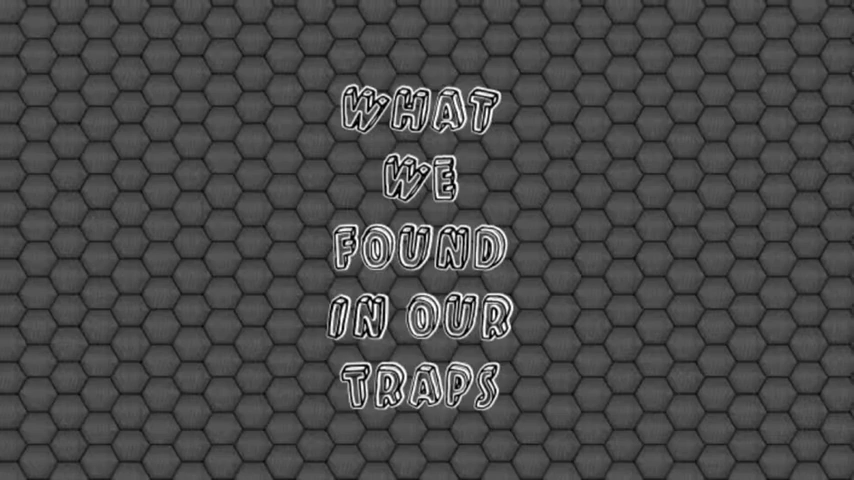 WHAT
WE
FOUND
IN OUR
TRAPS